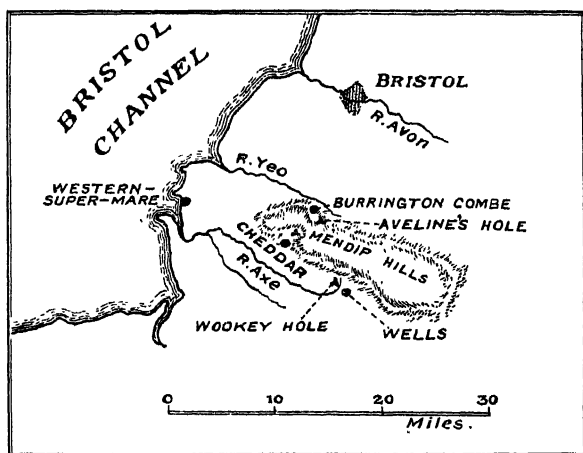 BRISTOL
CHANNEL
BRISTOL
R. Avon
R. Yeo
WESTERN-
SUPER-MARE
BURRINGTON COMBE
AVELINE'S HOLE
CHEDDAR
MENDIP HILLS
R. Axe
WOOKEY HOLE
WELLS
0 10 20 30
Miles.